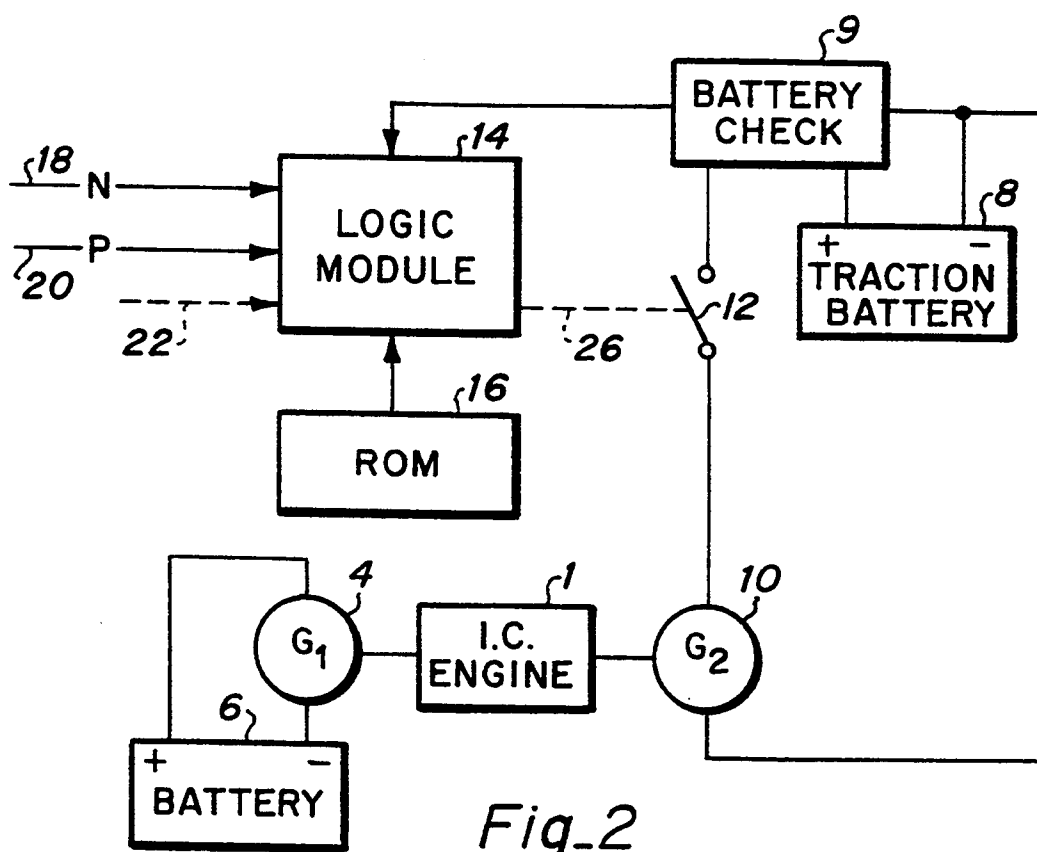 9
BATTERY
CHECK
14
18 N
LOGIC
MODULE
20 P
22
26
12
8
+ -
TRACTION
BATTERY
16
ROM
4
G1
1
I.C.
ENGINE
10
G2
6
+ -
BATTERY
Fig_2